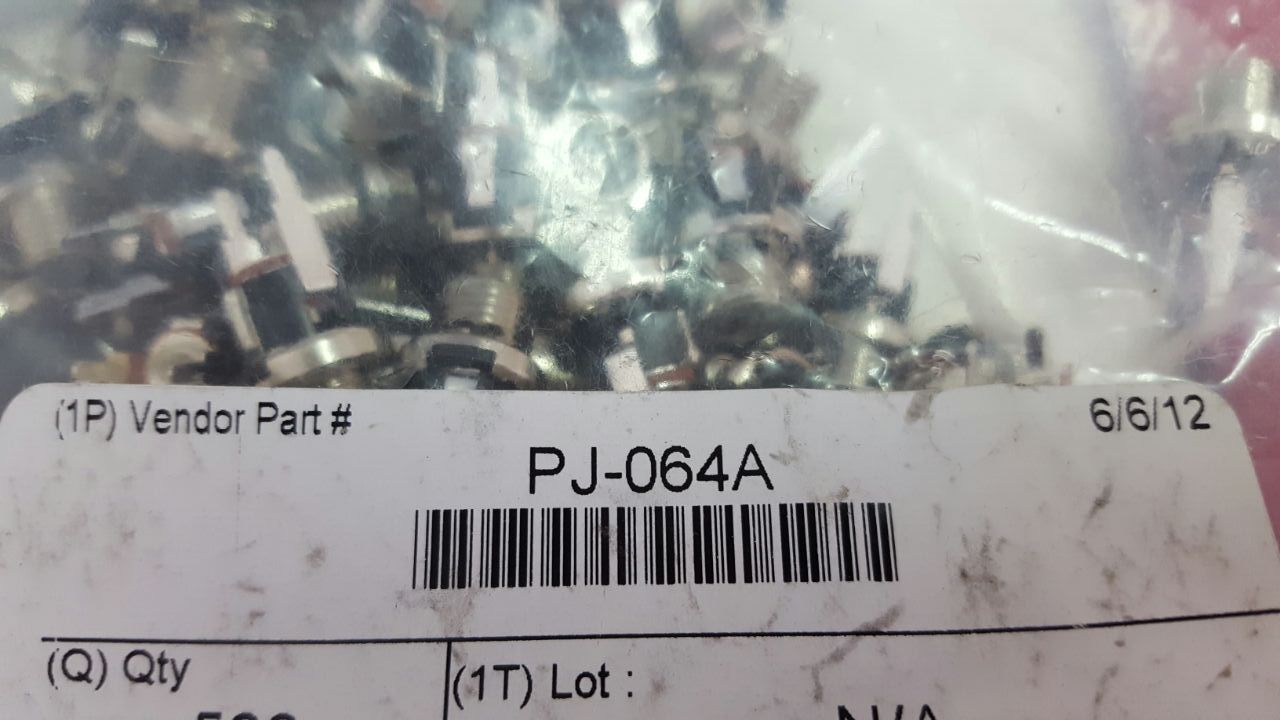 (1P) Vendor Part # 6/6/12
PJ-064A
(Q) Qty (1T) Lot :
N/A